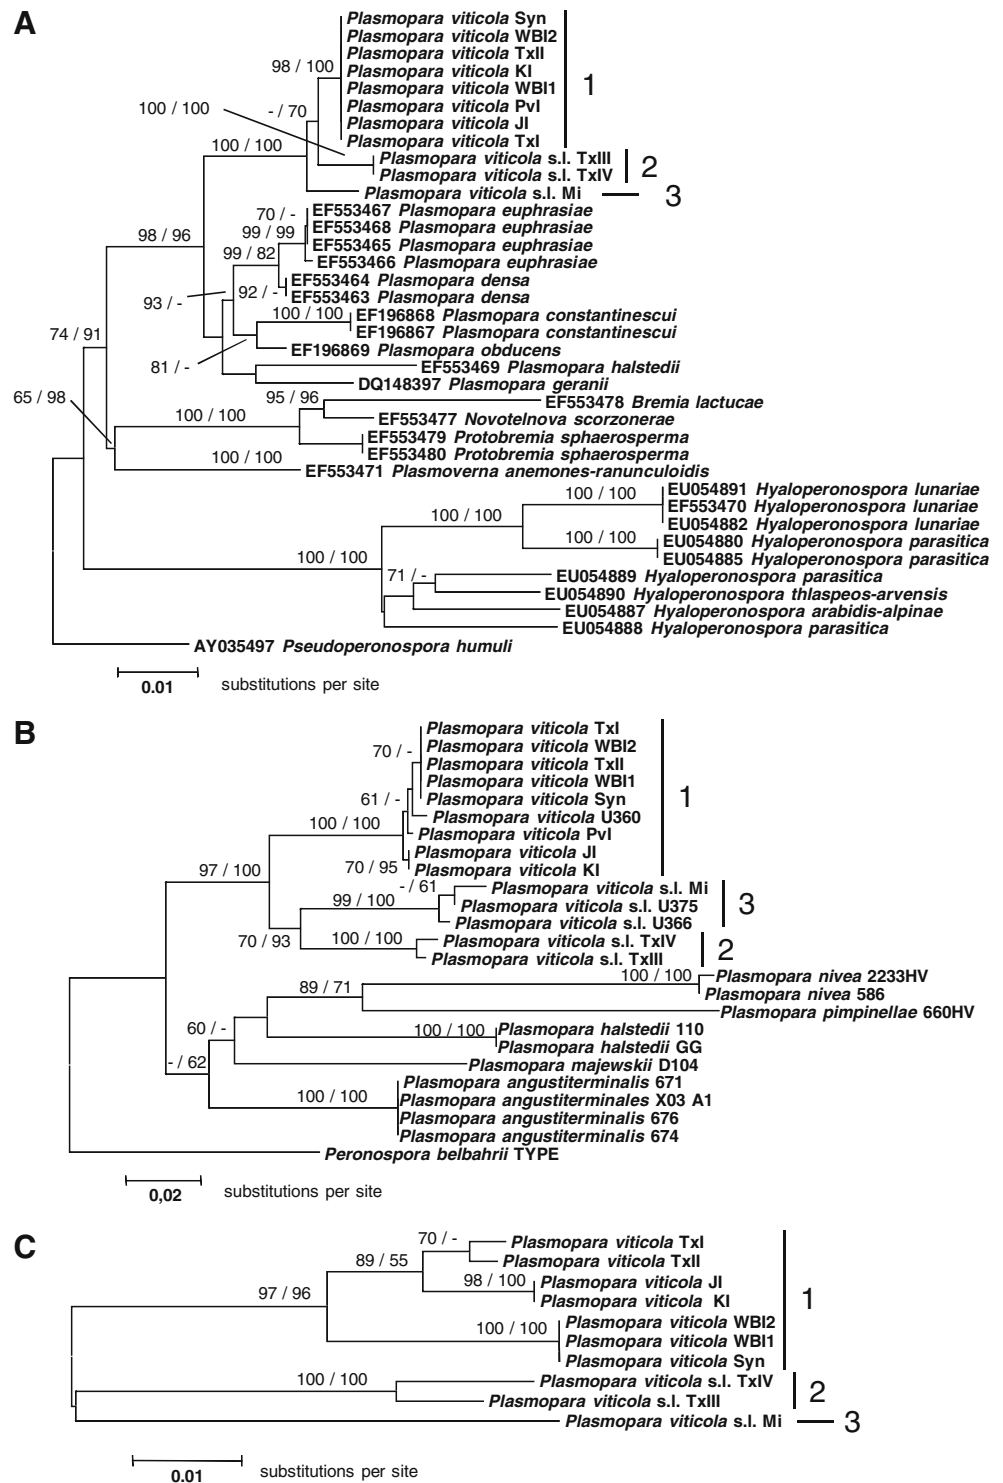 A
Plasmopara viticola Syn
Plasmopara viticola WBI2
Plasmopara viticola TxII
98 / 100
Plasmopara viticola KI
1
Plasmopara viticola WBI1
100 / 100
Plasmopara viticola PvI
- / 70
Plasmopara viticola JI
Plasmopara viticola TxI
100 / 100
Plasmopara viticola s.l. TxIII
2
Plasmopara viticola s.l. TxIV
Plasmopara viticola s.l. Mi
3
70 / -
EF553467 Plasmopara euphrasiae
99 / 99
EF553468 Plasmopara euphrasiae
98 / 96
EF553465 Plasmopara euphrasiae
99 / 82
EF553466 Plasmopara euphrasiae
EF553464 Plasmopara densa
93 / -
92 / -
EF553463 Plasmopara densa
100 / 100
EF196868 Plasmopara constantinescui
74 / 91
EF196867 Plasmopara constantinescui
EF196869 Plasmopara obducens
81 / -
EF553469 Plasmopara halstedii
DQ148397 Plasmopara geranii
65 / 98
95 / 96
EF553478 Bremia lactucae
100 / 100
EF553477 Novotelnova scorzonerae
EF553479 Protobremia sphaerosperma
EF553480 Protobremia sphaerosperma
100 / 100
EF553471 Plasmoverna anemones-ranunculoidis
100 / 100
EU054891 Hyaloperonospora lunariae
EF553470 Hyaloperonospora lunariae
100 / 100
EU054882 Hyaloperonospora lunariae
100 / 100
EU054880 Hyaloperonospora parasitica
100 / 100
EU054885 Hyaloperonospora parasitica
71 / -
EU054889 Hyaloperonospora parasitica
EU054890 Hyaloperonospora thlaspeos-arvensis
EU054887 Hyaloperonospora arabidis-alpinae
EU054888 Hyaloperonospora parasitica
AY035497 Pseudoperonospora humuli
0.01
substitutions per site
B
Plasmopara viticola TxI
70 / -
Plasmopara viticola WBI2
Plasmopara viticola TxII
Plasmopara viticola WBI1
61 / -
Plasmopara viticola Syn
1
Plasmopara viticola U360
100 / 100
Plasmopara viticola PvI
Plasmopara viticola JI
70 / 95
Plasmopara viticola KI
97 / 100
- / 61
Plasmopara viticola s.l. Mi
99 / 100
Plasmopara viticola s.l. U375
3
Plasmopara viticola s.l. U366
70 / 93
100 / 100
Plasmopara viticola s.l. TxIV
2
Plasmopara viticola s.l. TxIII
100 / 100
Plasmopara nivea 2233HV
89 / 71
Plasmopara nivea 586
Plasmopara pimpinellae 660HV
60 / -
100 / 100
Plasmopara halstedii 110
Plasmopara halstedii GG
- / 62
Plasmopara majewskii D104
Plasmopara angustiterminalis 671
100 / 100
Plasmopara angustiterminales X03 A1
Plasmopara angustiterminalis 676
Plasmopara angustiterminalis 674
Peronospora belbahrii TYPE
0,02
substitutions per site
C
70 / -
Plasmopara viticola TxI
89 / 55
Plasmopara viticola TxII
98 / 100
Plasmopara viticola JI
97 / 96
Plasmopara viticola KI
1
Plasmopara viticola WBI2
100 / 100
Plasmopara viticola WBI1
Plasmopara viticola Syn
100 / 100
Plasmopara viticola s.l. TxIV
2
Plasmopara viticola s.l. TxIII
Plasmopara viticola s.l. Mi
3
0.01
substitutions per site